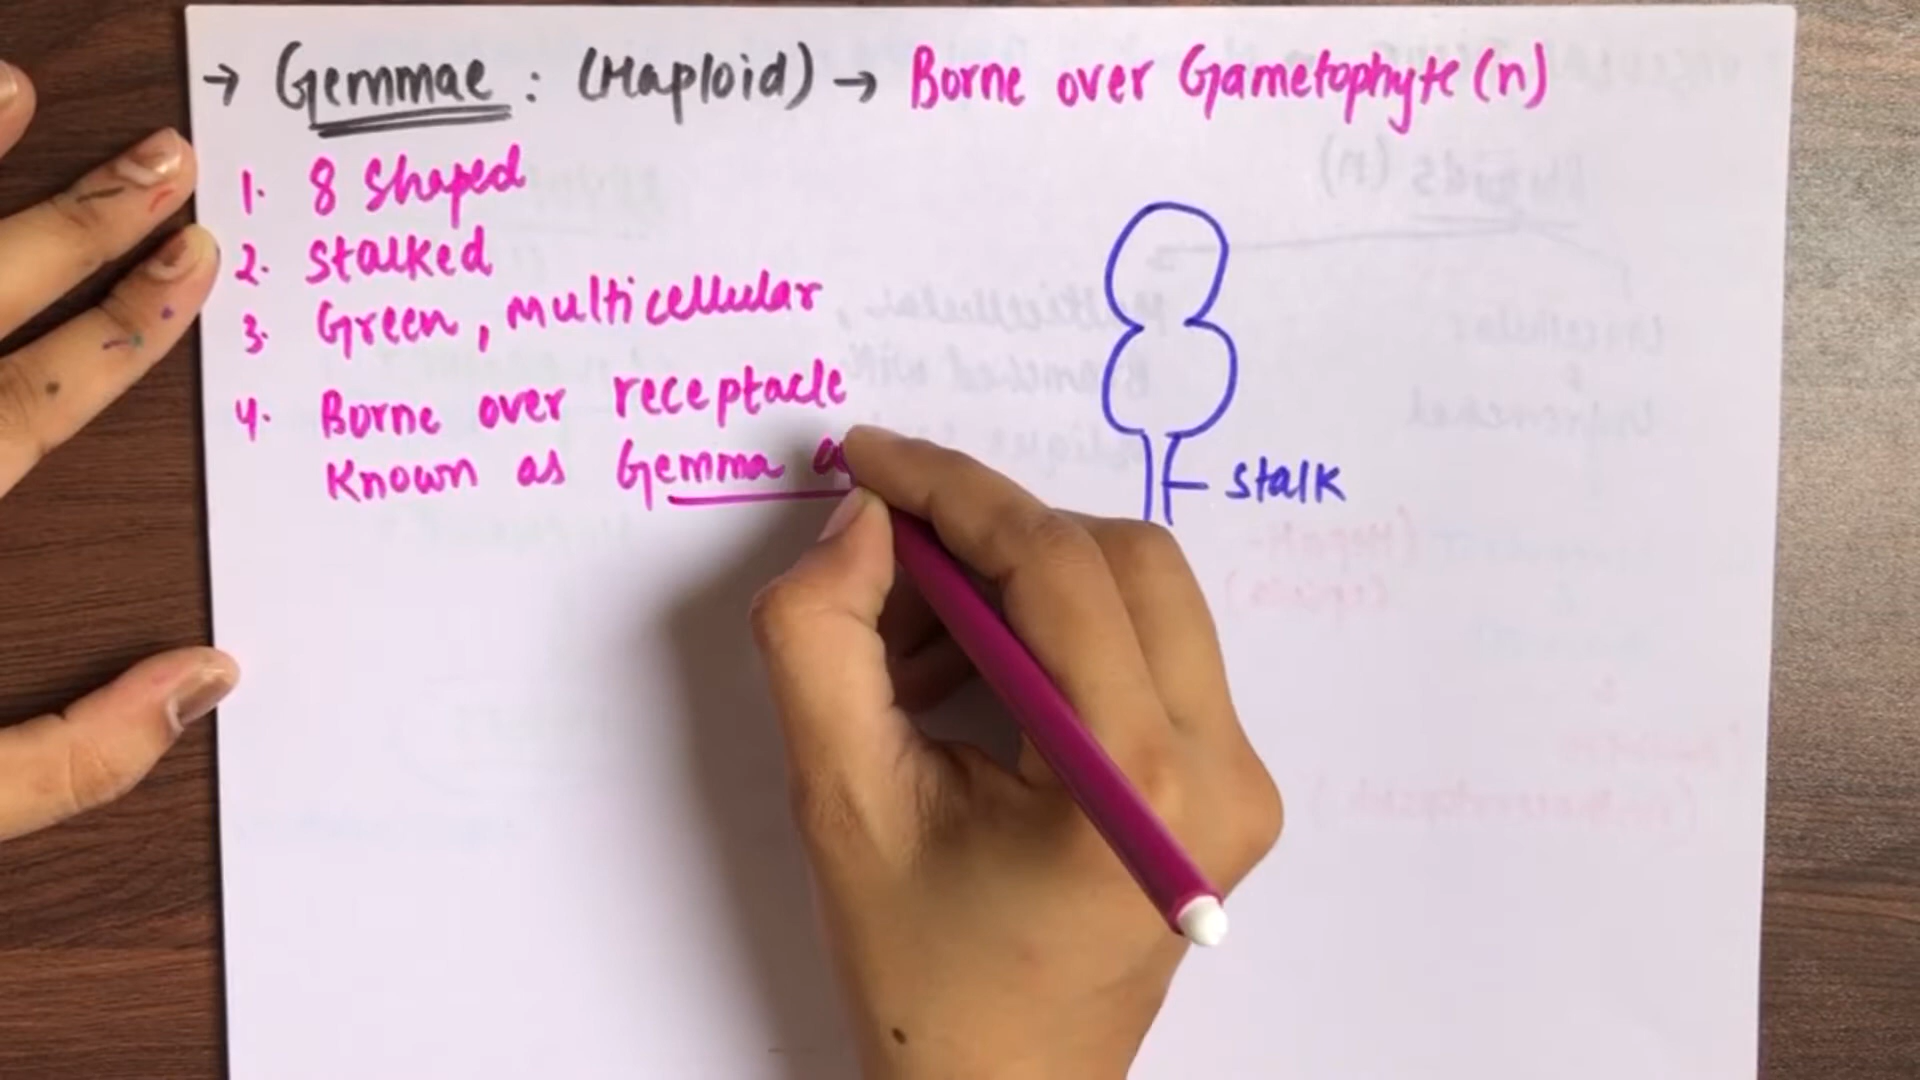 → Gemmae : (Haploid) → Borne over Gametophyte (n)
1. 8 shaped
2. Stalked
3. Green, multicellular
4. Borne over receptacle
Known as Gemma
stalk